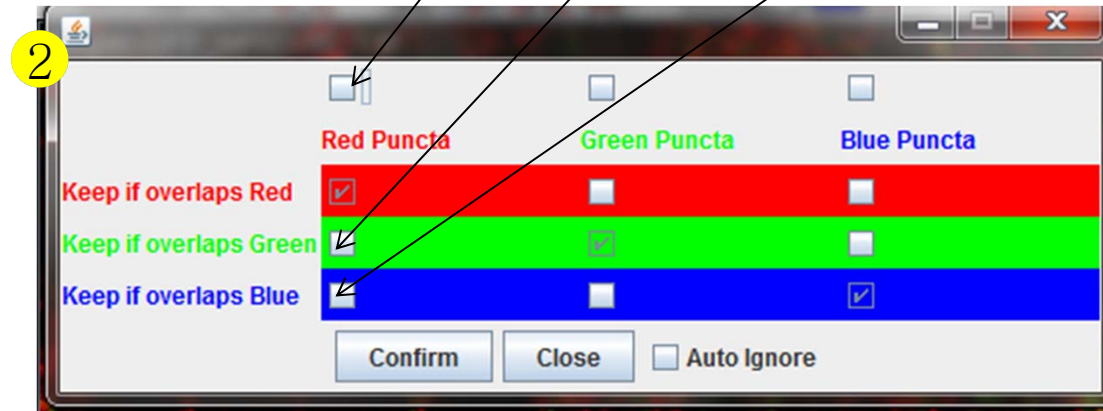 2
Red Puncta Green Puncta Blue Puncta
Keep if overlaps Red
Keep if overlaps Green
Keep if overlaps Blue
Confirm Close Auto Ignore